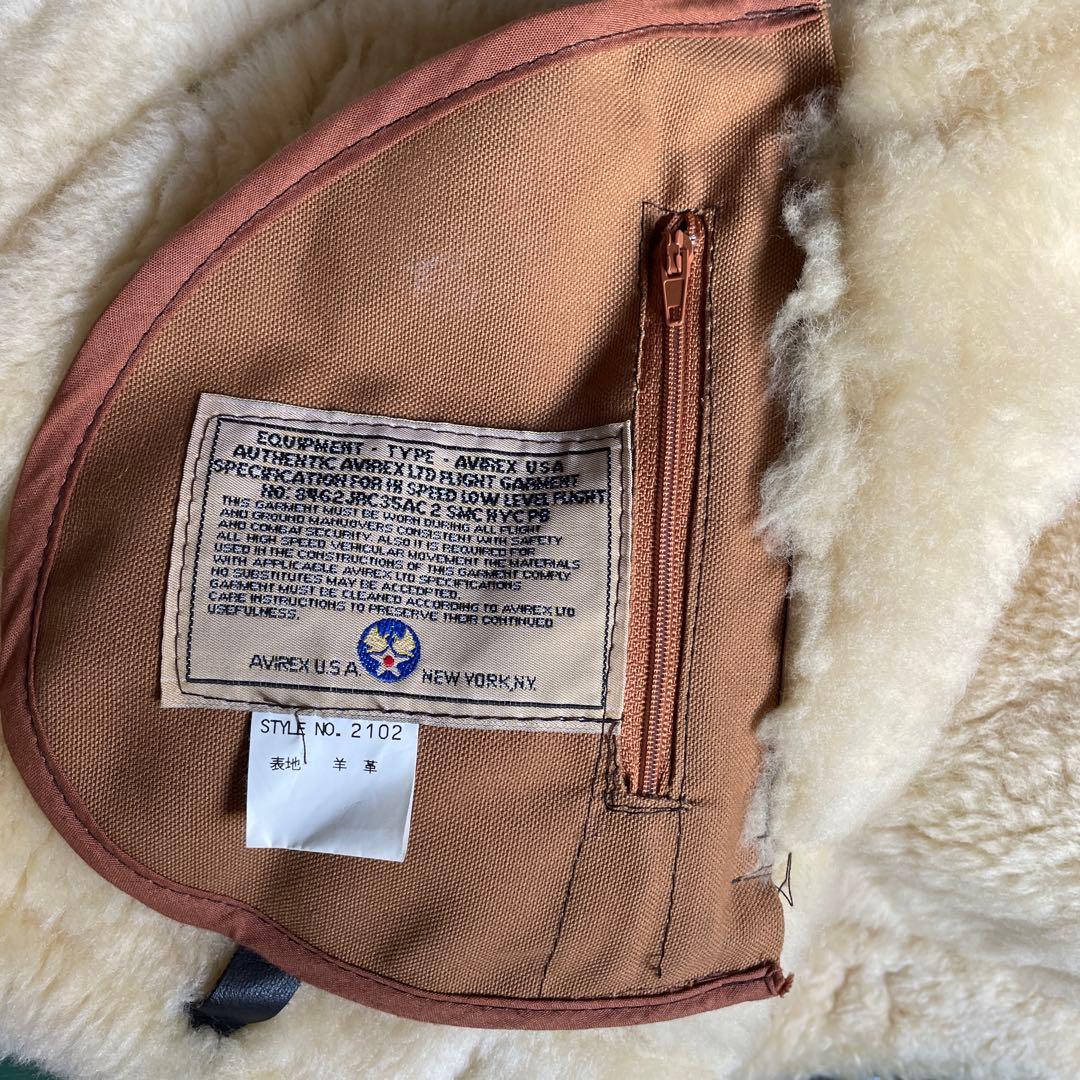 EQUIPMENT - TYPE - AVIREX USA
AUTHENTIC AVIREX LTD FLIGHT GARMENT
SPECIFICATION FOR HI SPEED LOW LEVEL FLIGHT
NO. 8462JRC35AC 2 SMC NYC P8
THIS GARMENT MUST BE WORN DURING ALL FLIGHT
AND GROUND MANUOVERS CONSISTENT WITH SAFETY
AND COMBAT SECURITY. ALSO IT IS REQUIRED FOR
ALL HIGH SPEED VEHICULAR MOVEMENT THE MATERIALS
USED IN THE CONSTRUCTIONS OF THIS GARMENT COMPLY
WITH APPLICABLE AVIREX LTD SPECIFICATIONS
NO SUBSTITUTES MAY BE ACCEPTED.
GARMENT MUST BE CLEANED ACCORDING TO AVIREX LTD
CARE INSTRUCTIONS TO PRESERVE THEIR CONTINUED
USEFULNESS.
AVIREX U.S.A. NEW YORK, NY.
STYLE NO. 2102
表地 羊革